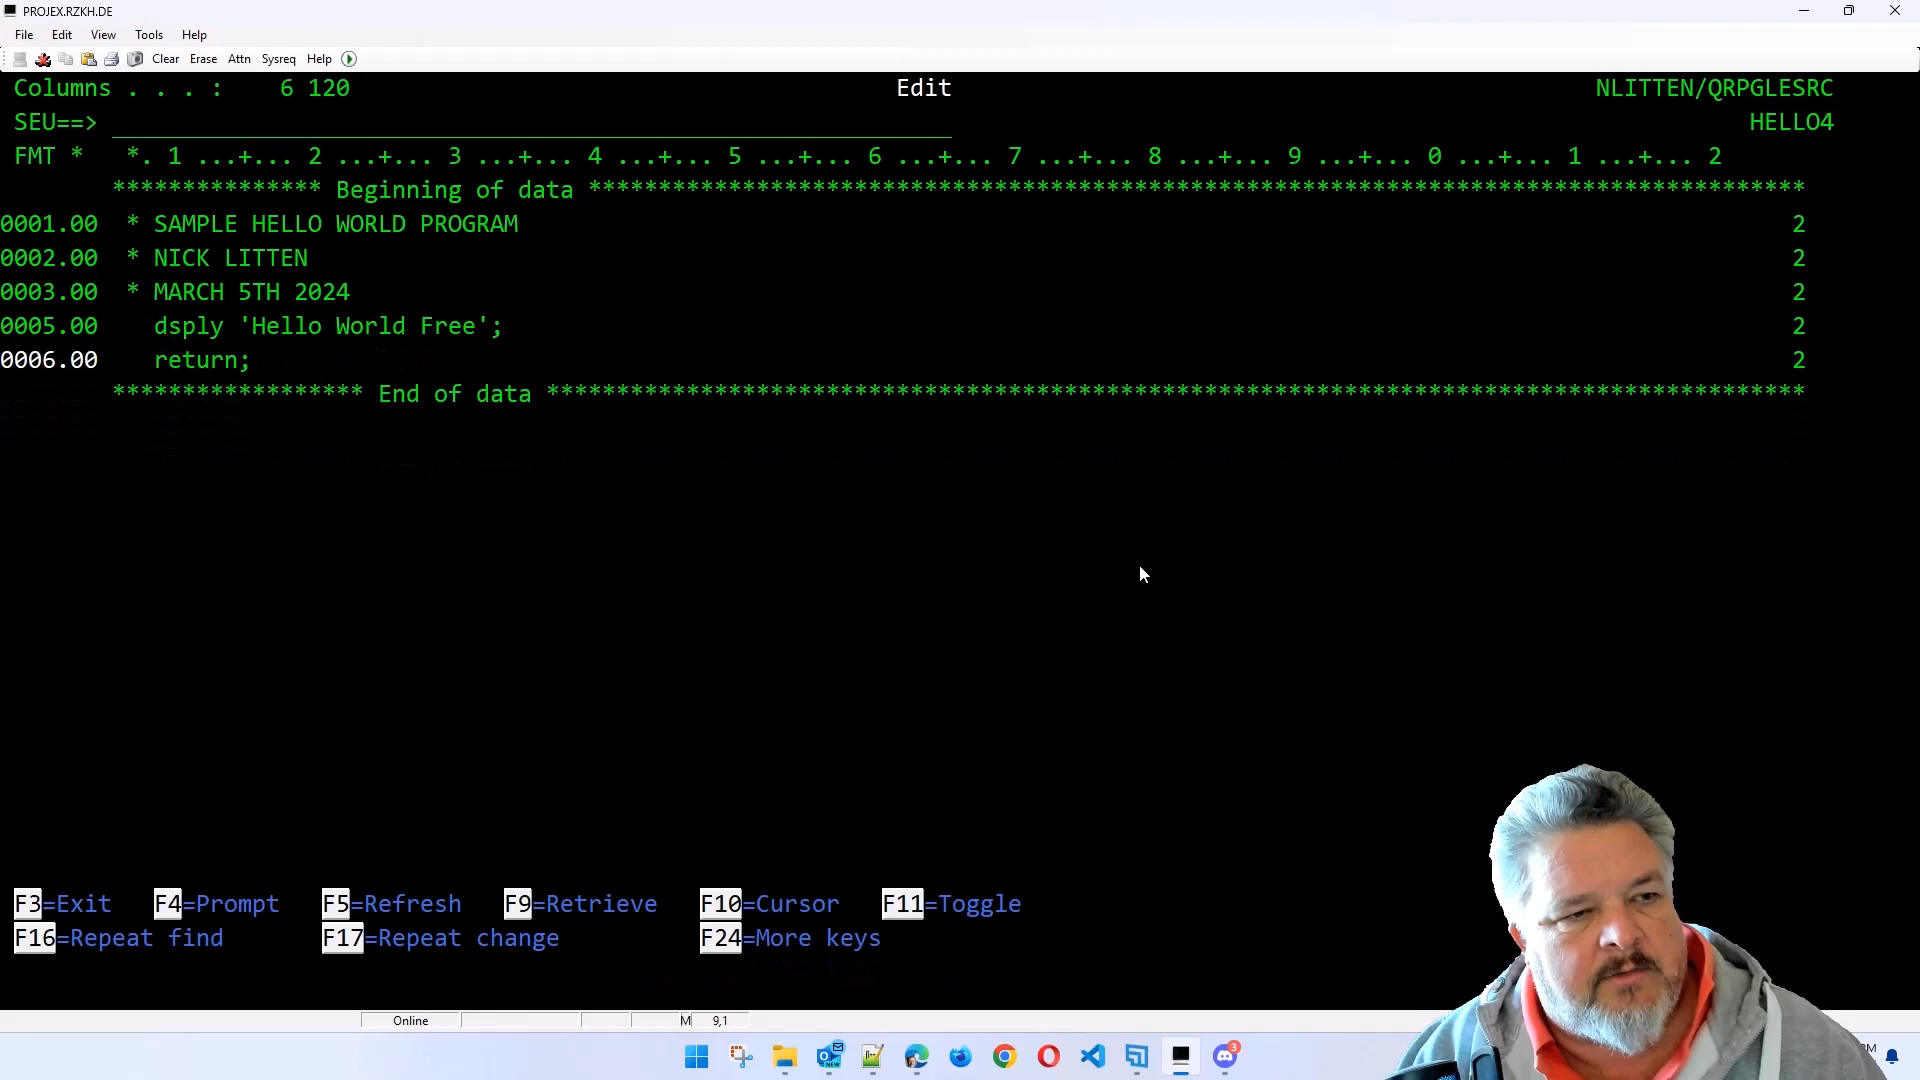 PROJEX.RZKH.DE
File Edit View Tools Help
Clear Erase Attn Sysreq Help
Columns . . . :    6 120    Edit    NLITTEN/QRPGLESRC
SEU==>    HELLO4
FMT *  *. 1 ...+... 2 ...+... 3 ...+... 4 ...+... 5 ...+... 6 ...+... 7 ...+... 8 ...+... 9 ...+... 0 ...+... 1 ...+... 2
*************** Beginning of data ***************************************************************************************
0001.00  * SAMPLE HELLO WORLD PROGRAM    2
0002.00  * NICK LITTEN    2
0003.00  * MARCH 5TH 2024    2
0005.00    dsply 'Hello World Free';    2
0006.00    return;    2
****************** End of data ******************************************************************************************
F3=Exit   F4=Prompt   F5=Refresh   F9=Retrieve   F10=Cursor   F11=Toggle
F16=Repeat find   F17=Repeat change   F24=More keys
Online    M    9,1
NEW
3